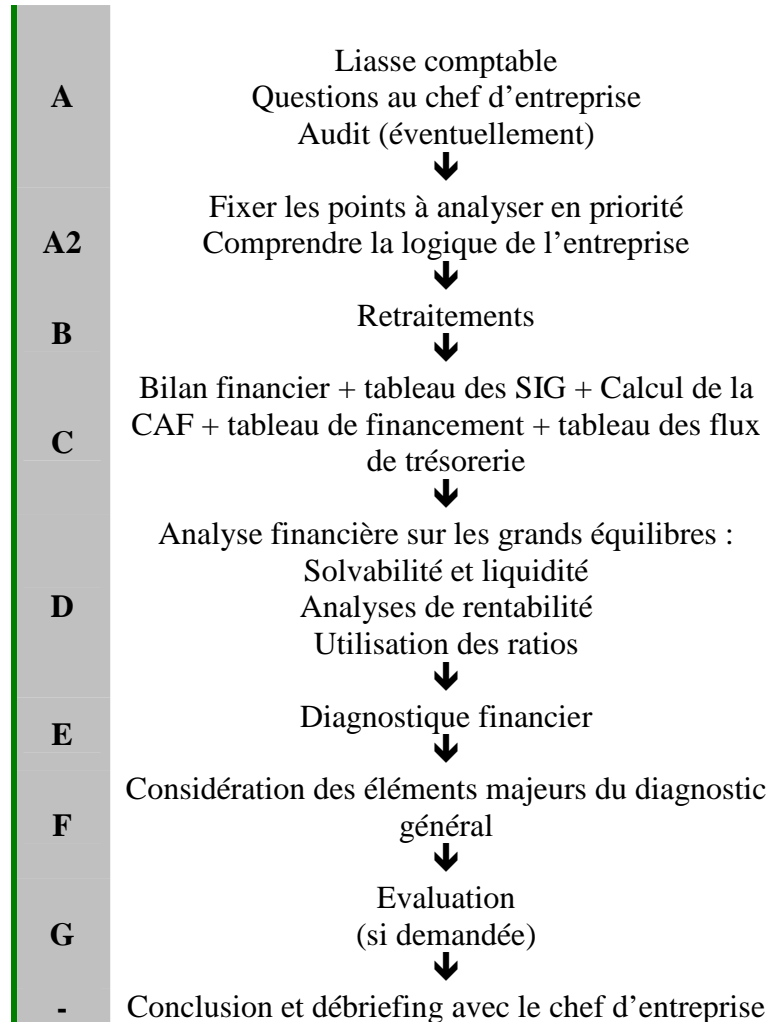 Liasse comptable
A Questions au chef d’entreprise
Audit (éventuellement)
🡻
Fixer les points à analyser en priorité
A2 Comprendre la logique de l’entreprise
🡻
B Retraitements
🡻
Bilan financier + tableau des SIG + Calcul de la
C CAF + tableau de financement + tableau des flux
de trésorerie
🡻
Analyse financière sur les grands équilibres :
Solvabilité et liquidité
D Analyses de rentabilité
Utilisation des ratios
🡻
E Diagnostique financier
🡻
Considération des éléments majeurs du diagnostic
F général
🡻
Evaluation
G (si demandée)
🡻
- Conclusion et débriefing avec le chef d’entreprise